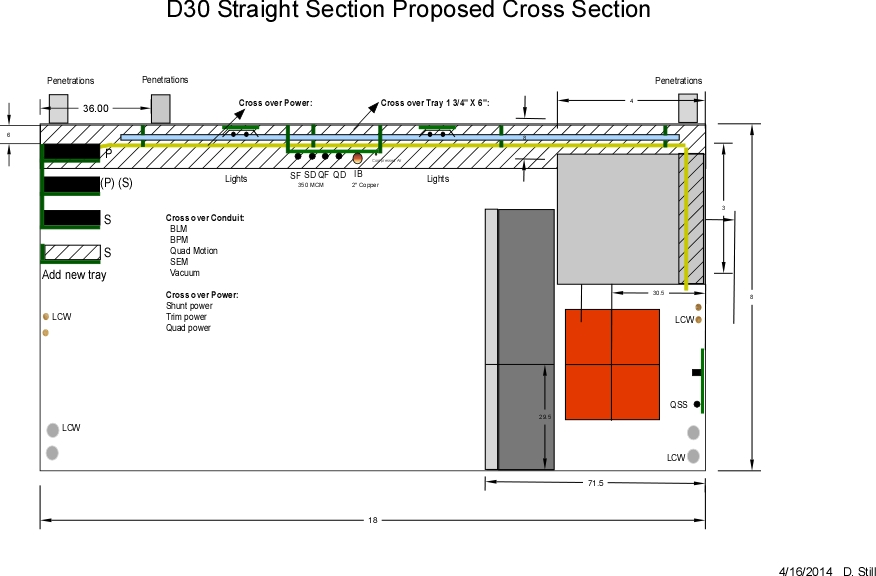 D30 Straight Section Proposed Cross Section
Penetrations
Penetrations
Penetrations
36.00
Cross over Power:
Cross over Tray 1 3/4" X 6":
4
6
P
(P) (S)
S
S
Add new tray
Lights
SF SD QF QD IB
350 MCM
2" Copper
Lights
3
8
Cross over Conduit:
BLM
BPM
Quad Motion
SEM
Vacuum
Cross over Power:
Shunt power
Trim power
Quad power
30.5
LCW
LCW
LCW
29.5
QSS
LCW
71.5
18
4/16/2014 D. Still